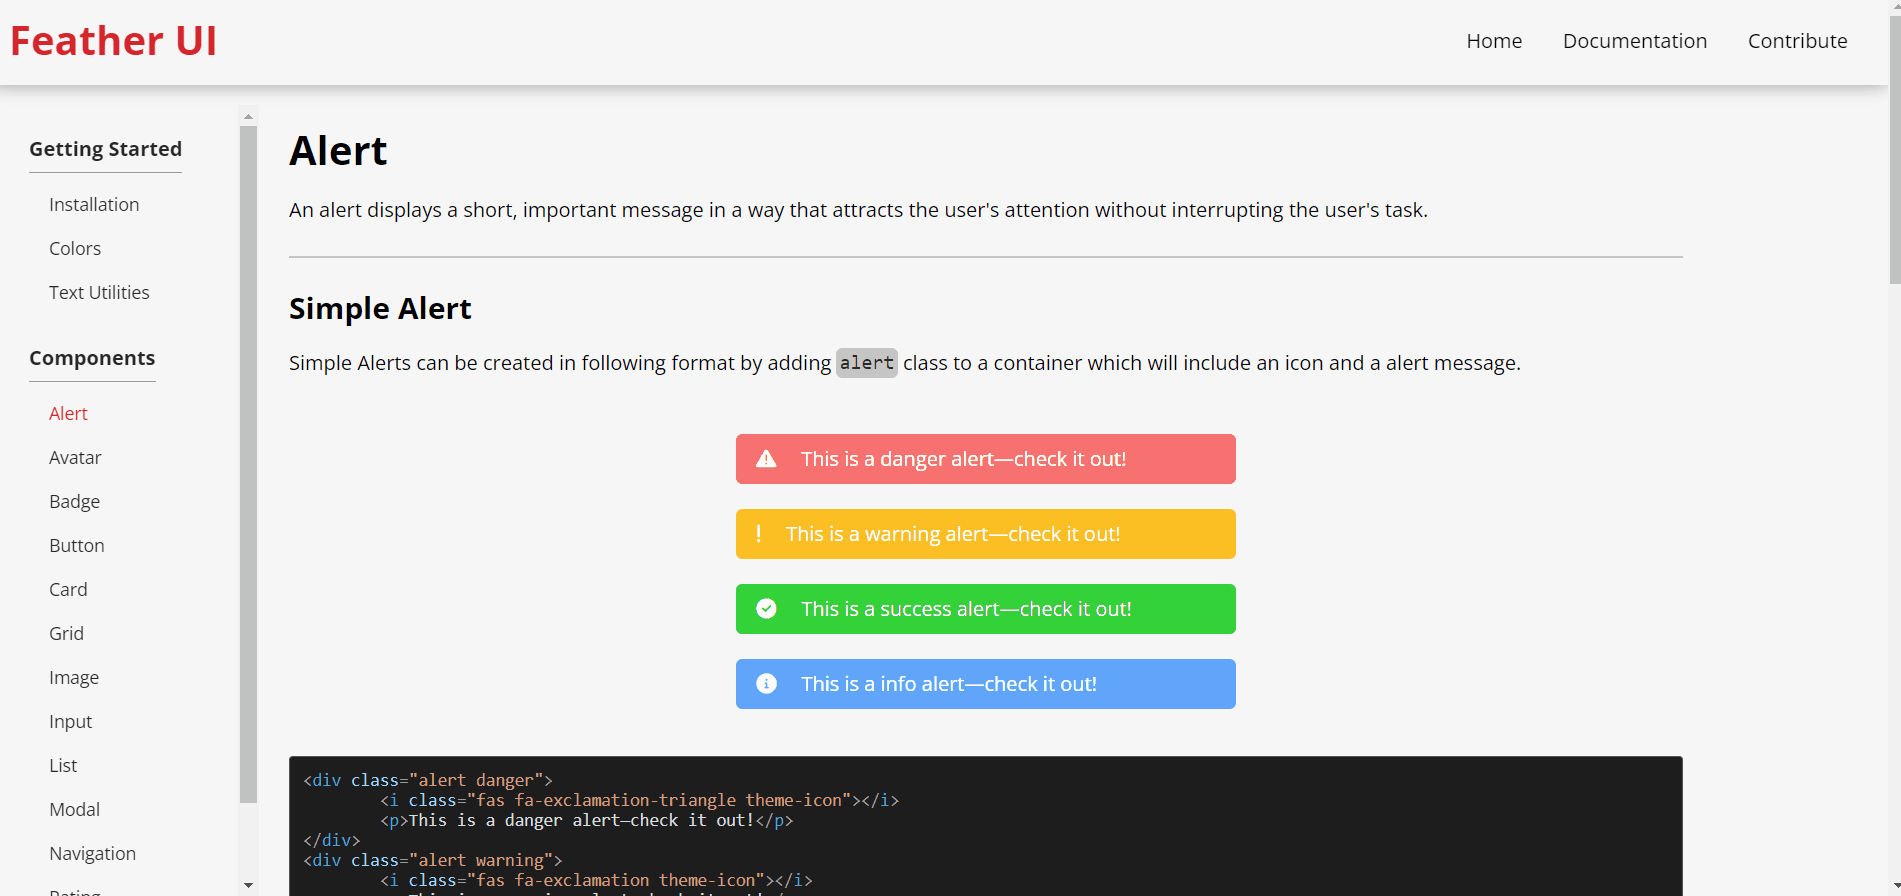 Feather UI
Home
Documentation
Contribute
Getting Started
Installation
Colors
Text Utilities
Components
Alert
Avatar
Badge
Button
Card
Grid
Image
Input
List
Modal
Navigation
Alert
An alert displays a short, important message in a way that attracts the user's attention without interrupting the user's task.
Simple Alert
Simple Alerts can be created in following format by adding alert class to a container which will include an icon and a alert message.
This is a danger alert—check it out!
This is a warning alert—check it out!
This is a success alert—check it out!
This is a info alert—check it out!
<div class="alert danger">
<i class="fas fa-exclamation-triangle theme-icon"></i>
<p>This is a danger alert—check it out!</p>
</div>
<div class="alert warning">
<i class="fas fa-exclamation theme-icon"></i>